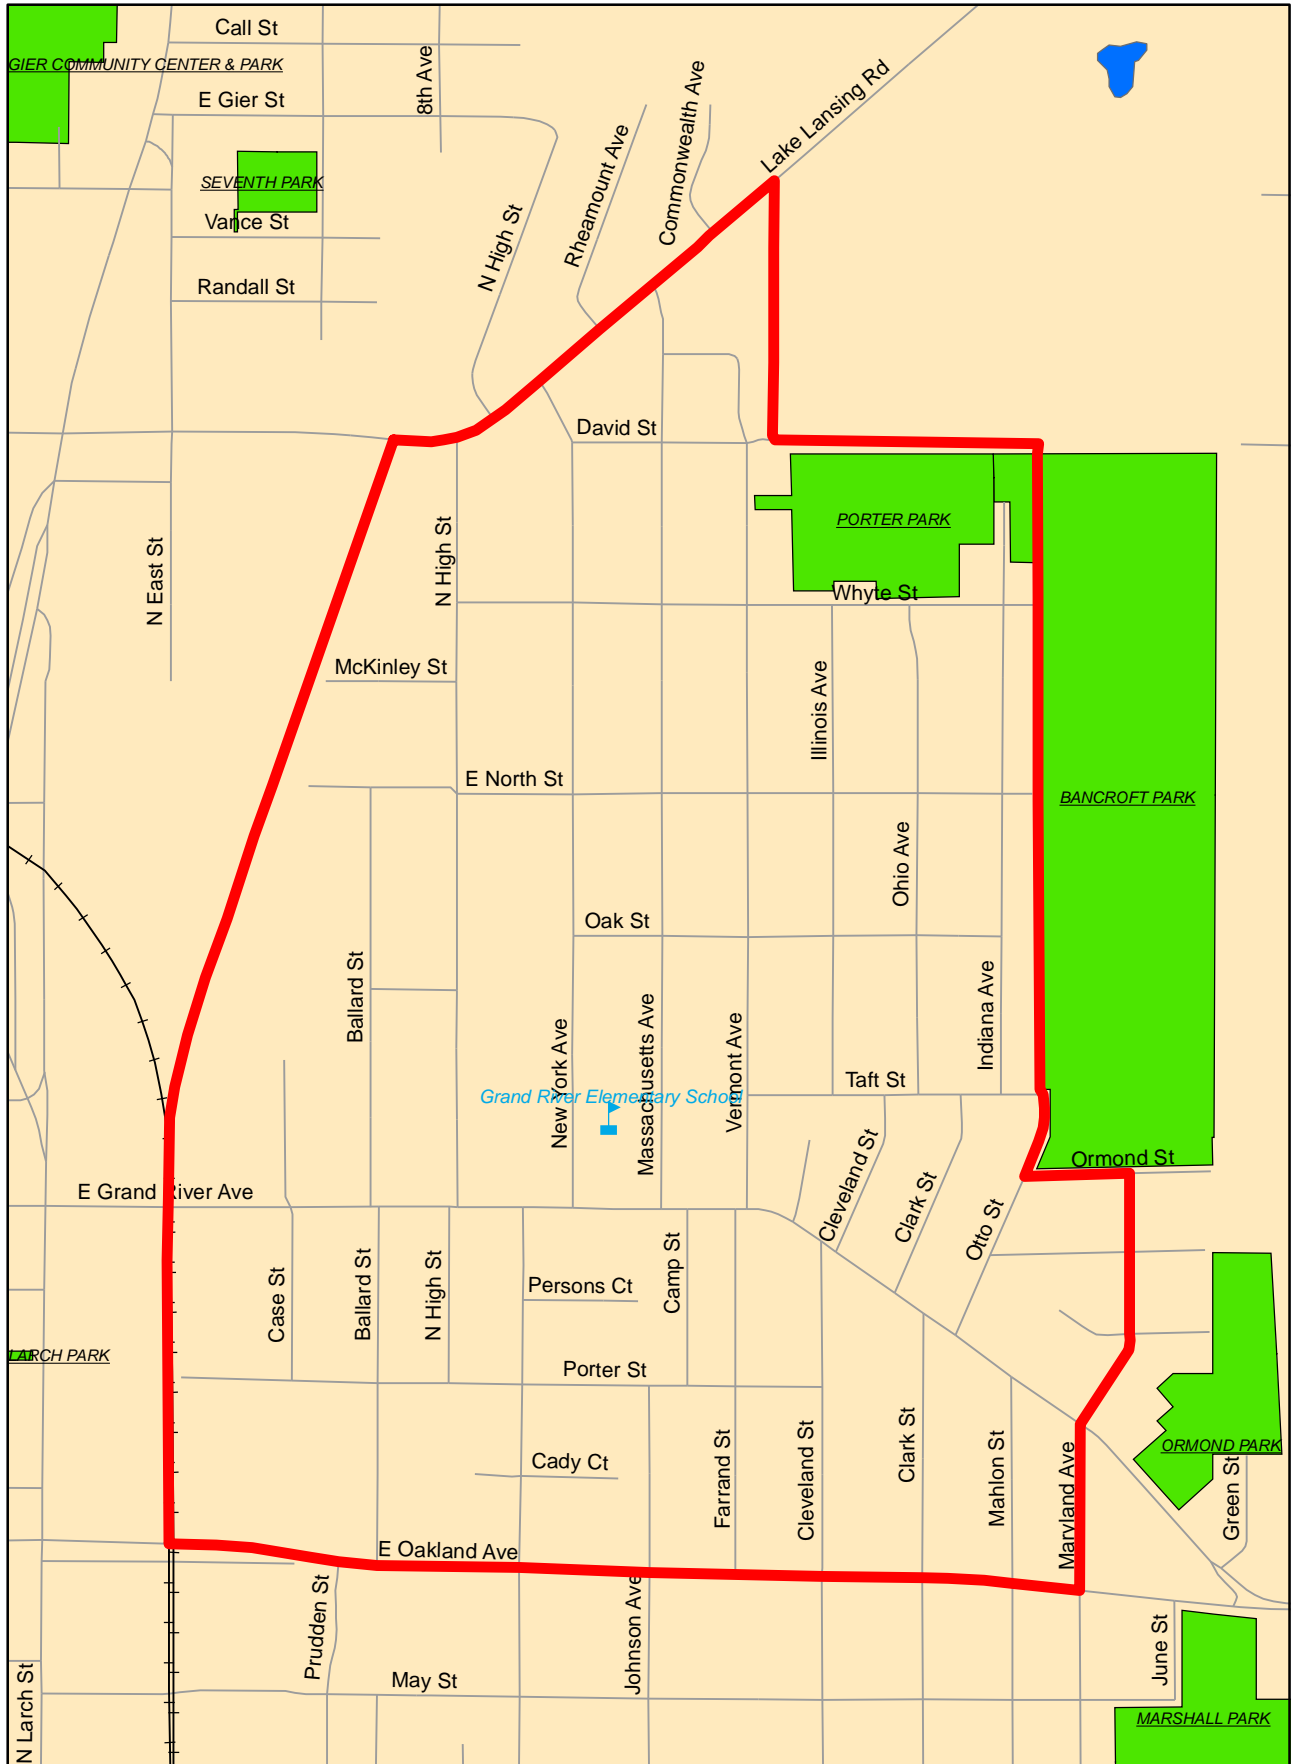 Call St
GIER COMMUNITY CENTER & PARK
8th Ave
E Gier St
Commonwealth Ave
Lake Lansing Rd
Rheamount Ave
SEVENTH PARK
Vance St
N High St
Randall St
David St
PORTER PARK
N East St
N High St
Whyte St
McKinley St
Illinois Ave
E North St
BANCROFT PARK
Ohio Ave
Oak St
Ballard St
Indiana Ave
New York Ave
Massachusetts Ave
Vermont Ave
Taft St
Grand River Elementary School
Cleveland St
Ormond St
Clark St
E Grand River Ave
Otto St
Camp St
Case St
Ballard St
N High St
Persons Ct
LARCH PARK
Porter St
Farrand St
Cleveland St
Clark St
Mahlon St
Maryland Ave
ORMOND PARK
Cady Ct
Green St
E Oakland Ave
Prudden St
Johnson Ave
June St
May St
N Larch St
MARSHALL PARK